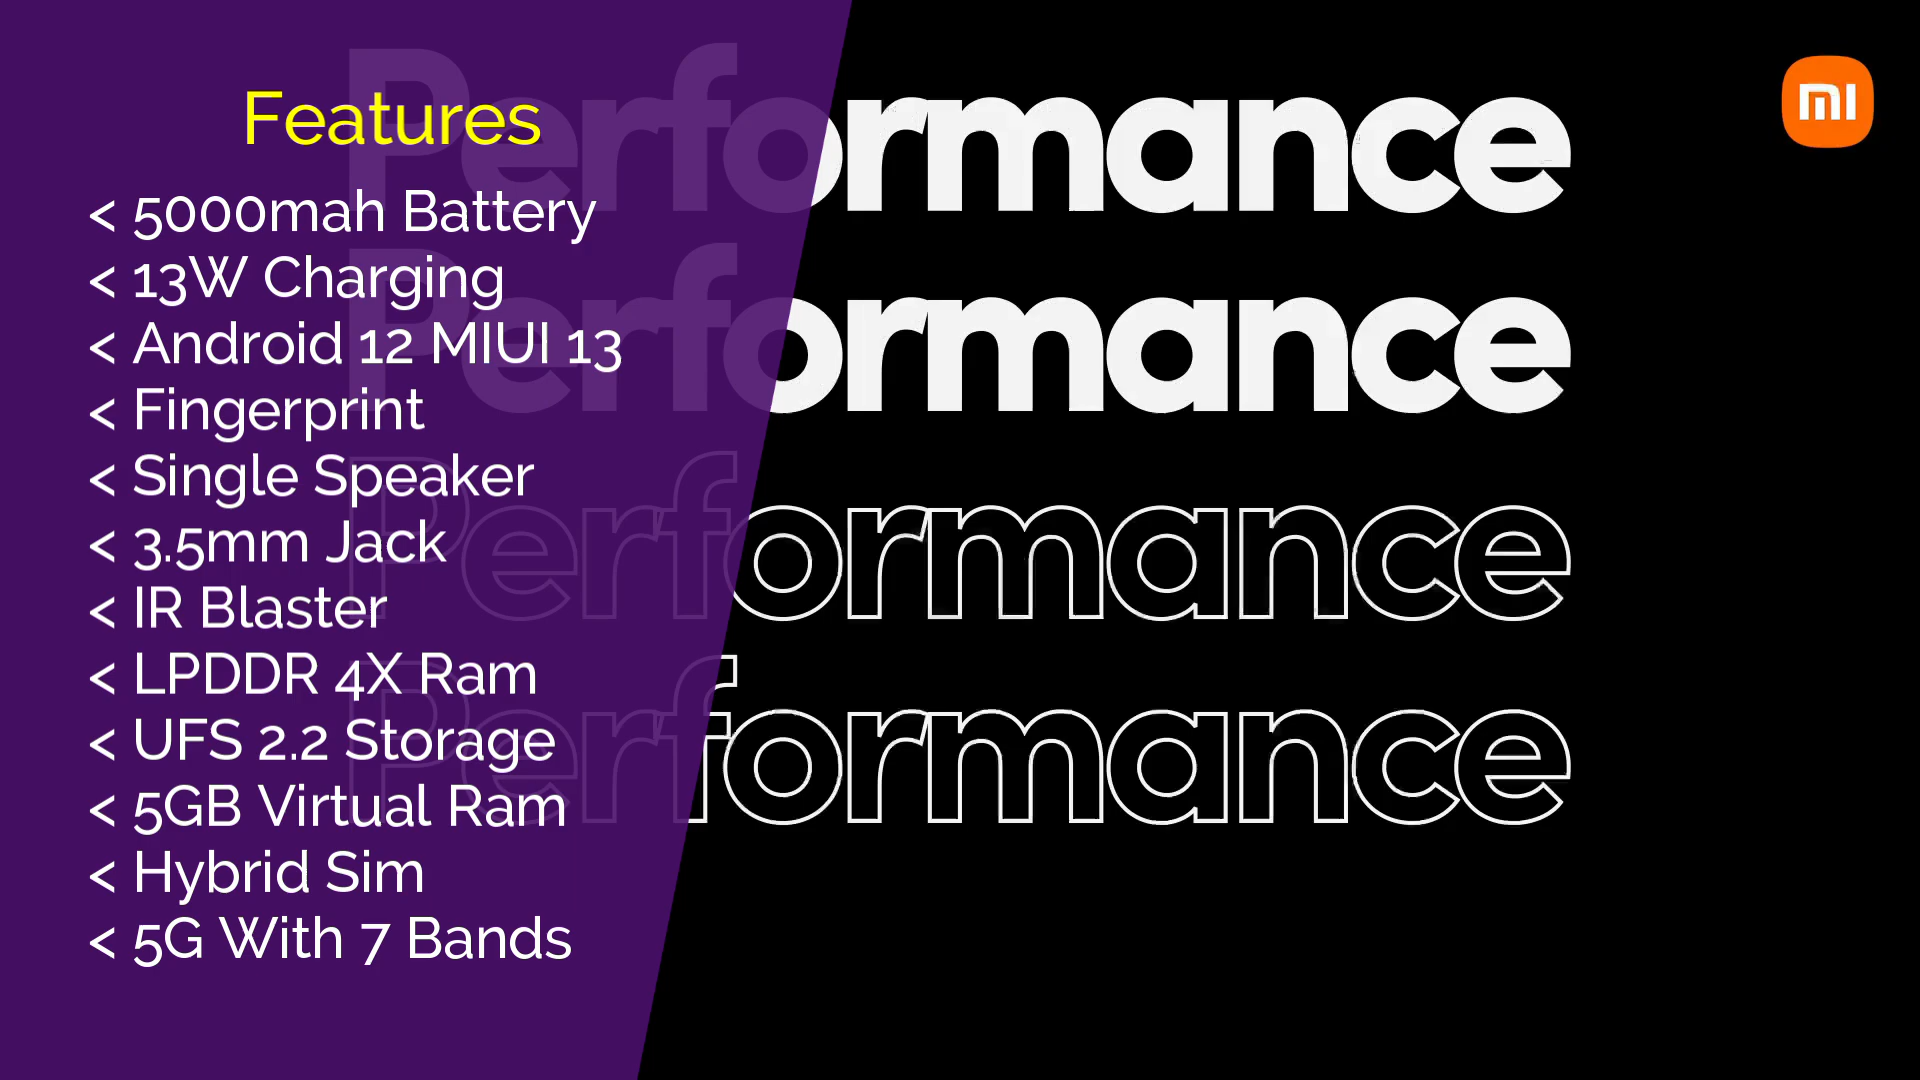 Features
< 5000mah Battery
< 13W Charging
< Android 12 MIUI 13
< Fingerprint
< Single Speaker
< 3.5mm Jack
< IR Blaster
< LPDDR 4X Ram
< UFS 2.2 Storage
< 5GB Virtual Ram
< Hybrid Sim
< 5G With 7 Bands
Performance
Performance
Performance
Performance
mi